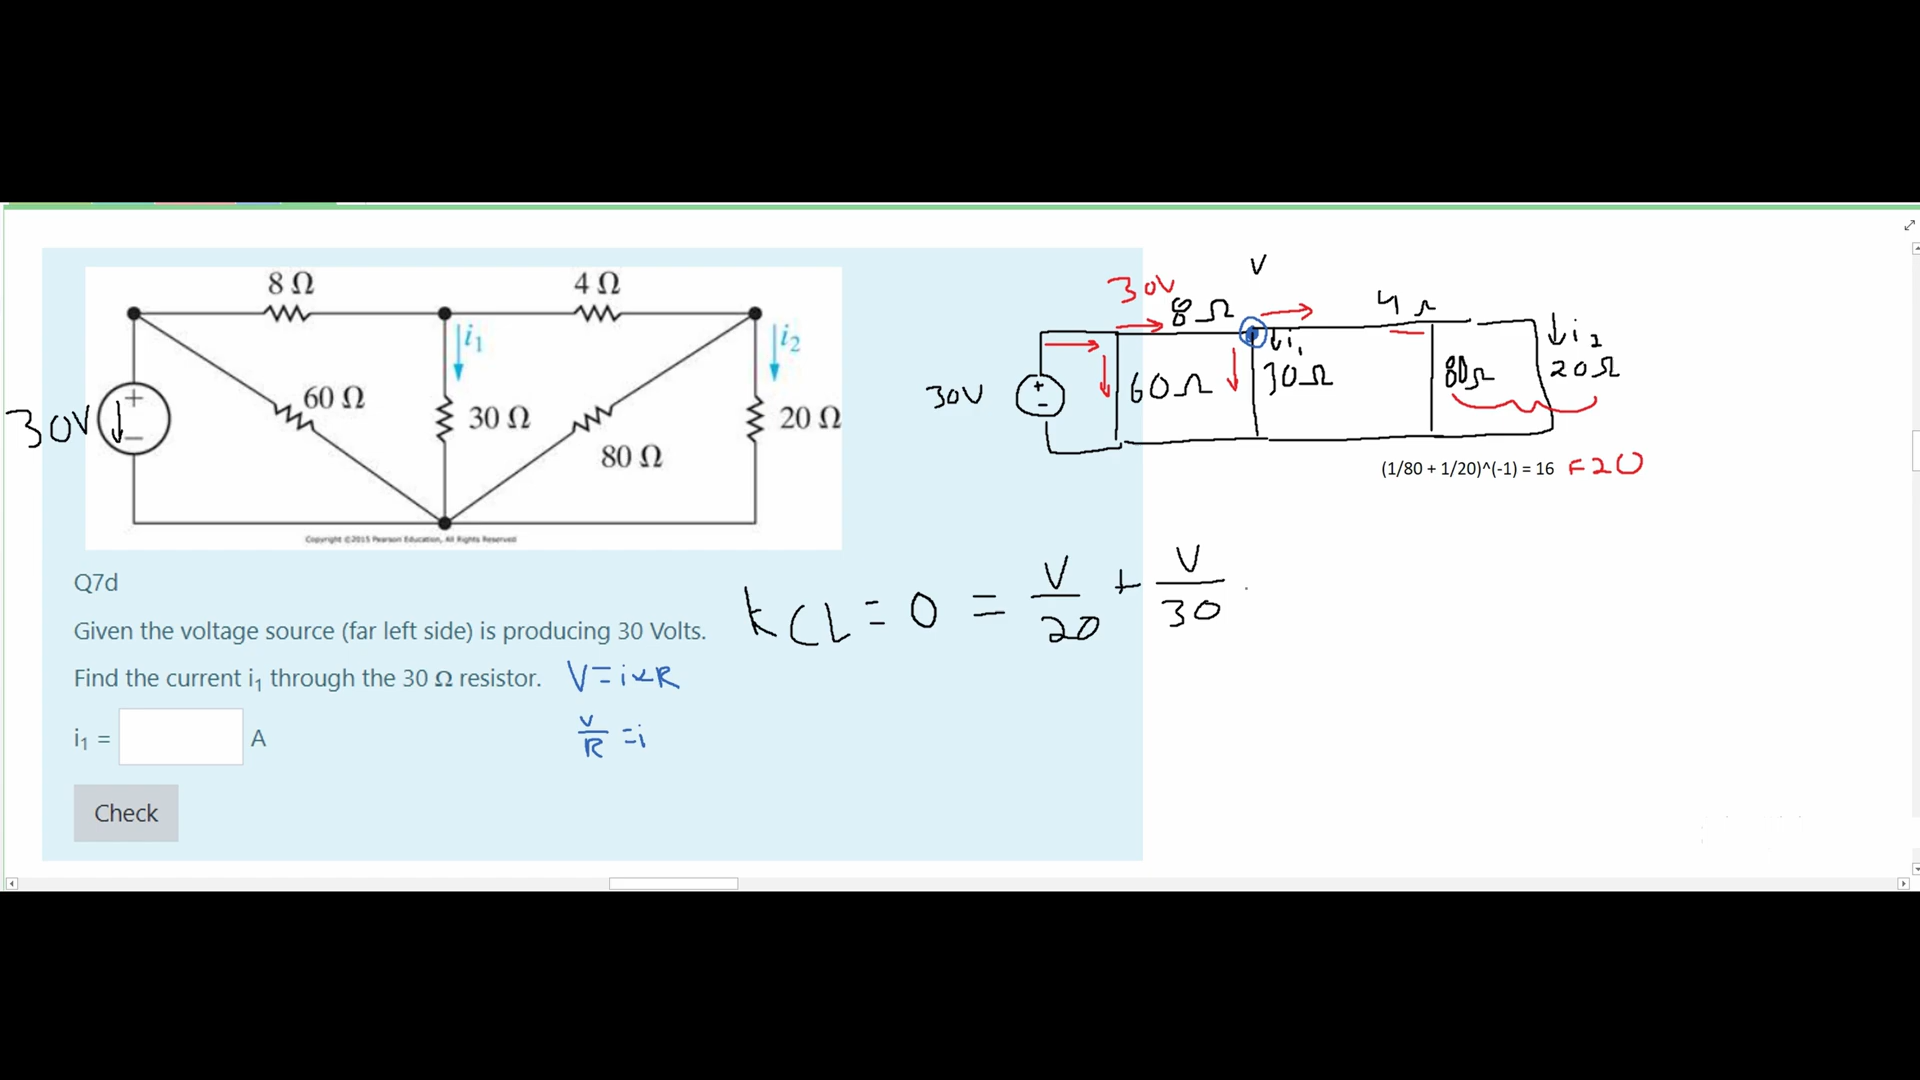 8 Ω
4 Ω
i1
i2
60 Ω
30 Ω
20 Ω
80 Ω
30V
+
−
Copyright ©2015 Pearson Education, All Rights Reserved
V
30V
8Ω
4Ω
↓i1
↓i2
30V
+
-
60Ω
30Ω
80Ω
20Ω
(1/80 + 1/20)^(-1) = 16 =20
KCL = 0 = V/20 + V/30
Q7d
Given the voltage source (far left side) is producing 30 Volts.
Find the current i1 through the 30 Ω resistor.
V=i×R
V/R =i
i1 = A
Check